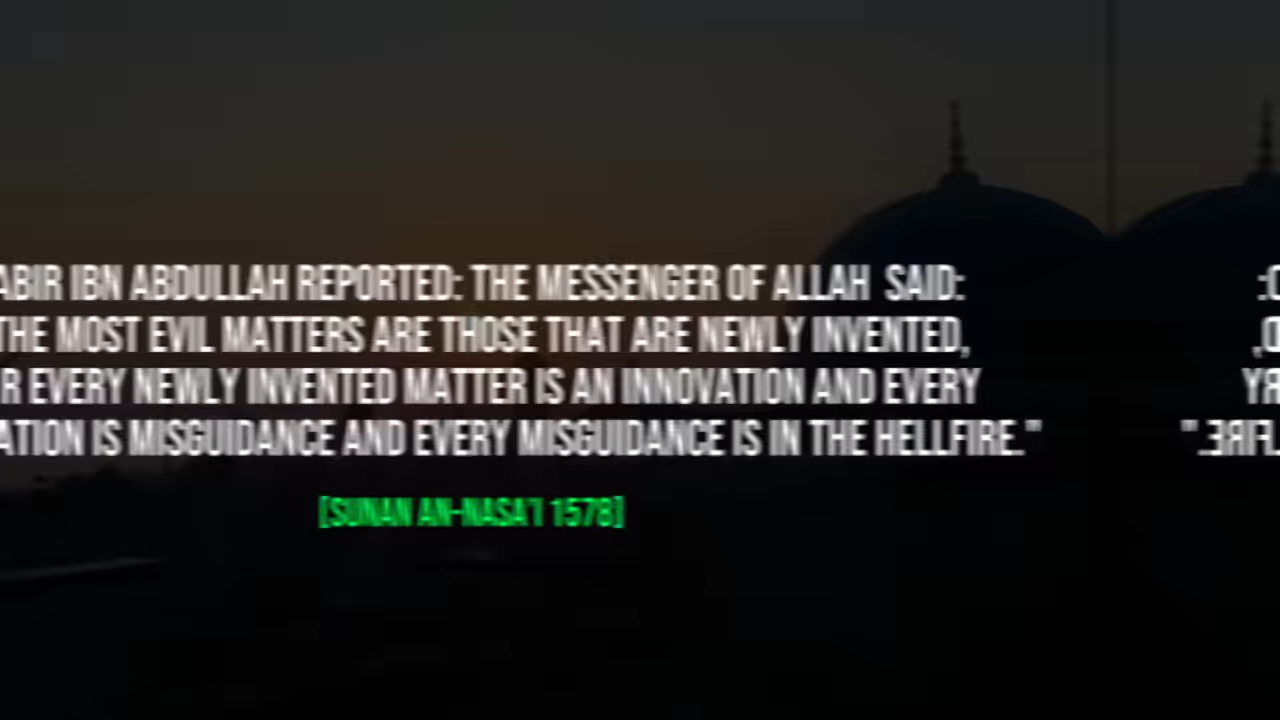 ABIR IBN ABDULLAH REPORTED: THE MESSENGER OF ALLAH SAID:
THE MOST EVIL MATTERS ARE THOSE THAT ARE NEWLY INVENTED,
R EVERY NEWLY INVENTED MATTER IS AN INNOVATION AND EVERY
ATION IS MISGUIDANCE AND EVERY MISGUIDANCE IS IN THE HELLFIRE."
[SUNAN AN-NASA'I 1578]